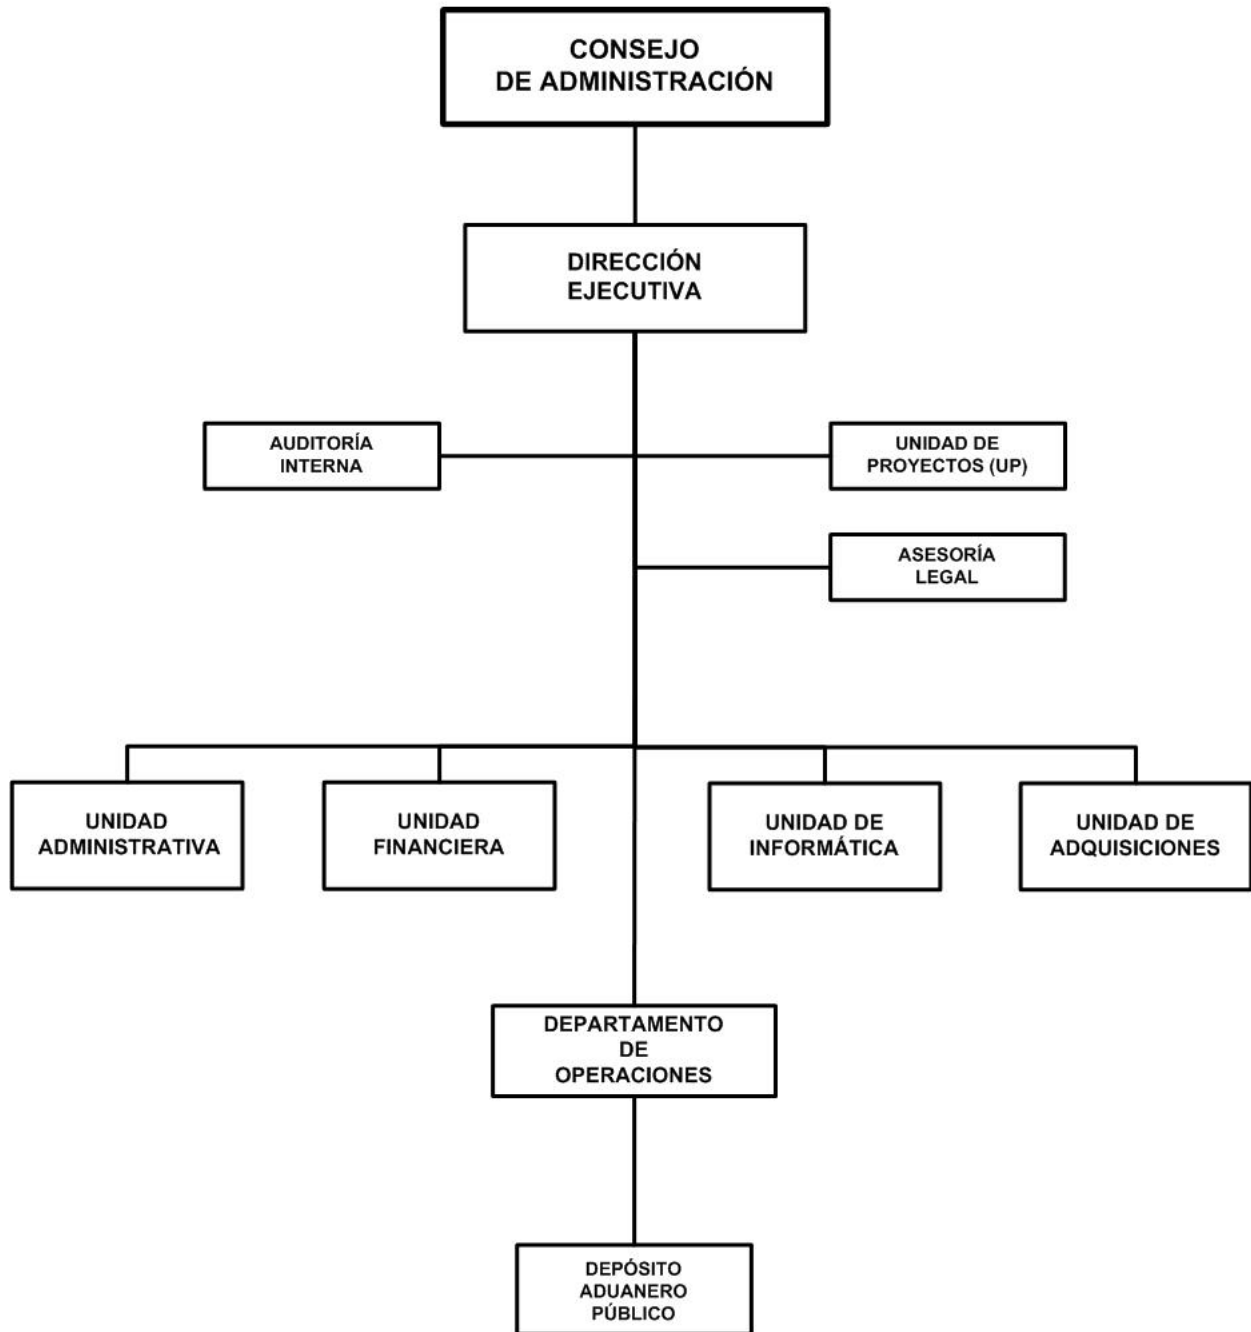 CONSEJO
DE ADMINISTRACIÓN
DIRECCIÓN
EJECUTIVA
AUDITORÍA
INTERNA
UNIDAD DE
PROYECTOS (UP)
ASESORÍA
LEGAL
UNIDAD
ADMINISTRATIVA
UNIDAD
FINANCIERA
UNIDAD DE
INFORMÁTICA
UNIDAD DE
ADQUISICIONES
DEPARTAMENTO
DE
OPERACIONES
DEPÓSITO
ADUANERO
PÚBLICO